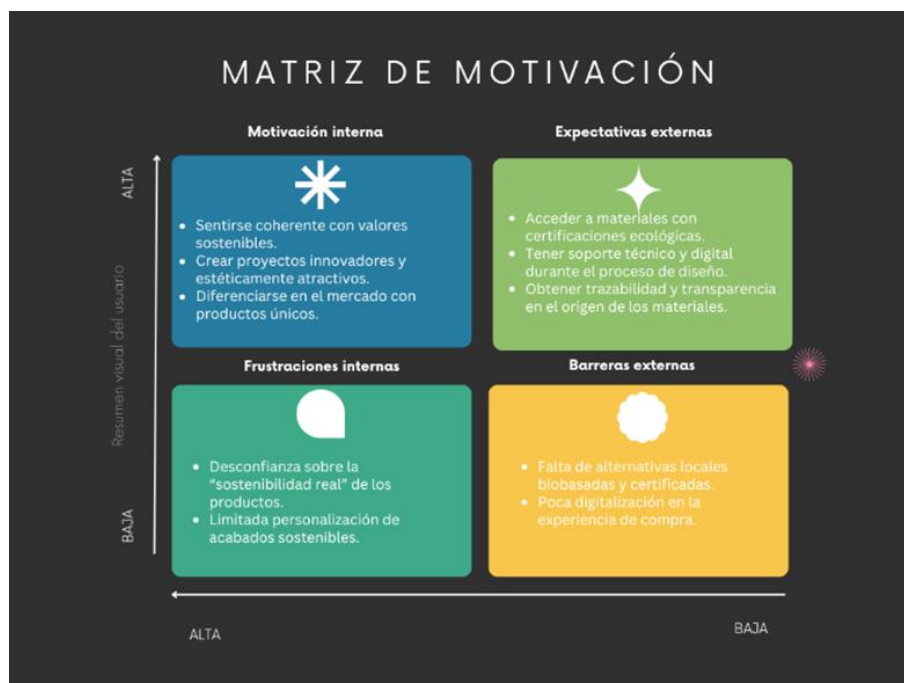 MATRIZ DE MOTIVACIÓN
Motivación interna
Expectativas externas
ALTA
• Sentirse coherente con valores
sostenibles.
• Crear proyectos innovadores y
estéticamente atractivos.
• Diferenciarse en el mercado con
productos únicos.
• Acceder a materiales con
certificaciones ecológicas.
• Tener soporte técnico y digital
durante el proceso de diseño.
• Obtener trazabilidad y transparencia
en el origen de los materiales.
Resumen visual del usuario
Frustraciones internas
Barreras externas
• Desconfianza sobre la
“sostenibilidad real” de los
productos.
• Limitada personalización de
acabados sostenibles.
• Falta de alternativas locales
biobasadas y certificadas.
• Poca digitalización en la
experiencia de compra.
BAJA
ALTA
BAJA